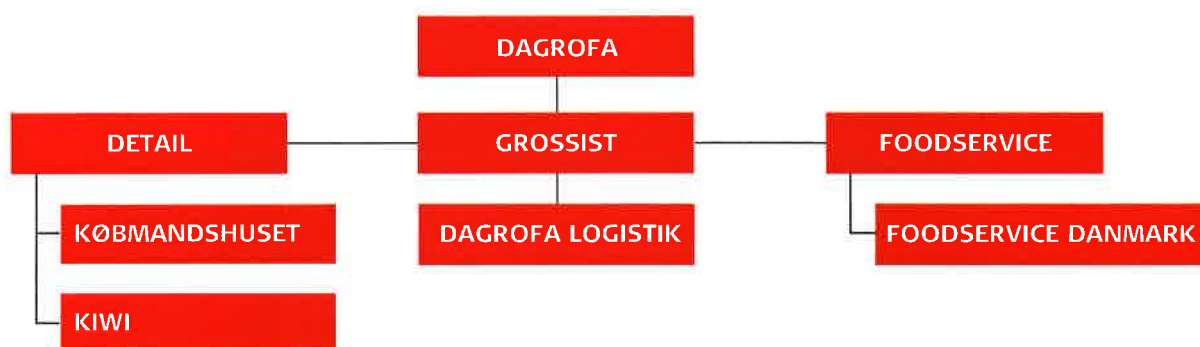 DAGROFA
DETAIL
GROSSIST
FOODSERVICE
KØBMANDSHUSET
DAGROFA LOGISTIK
FOODSERVICE DANMARK
KIWI